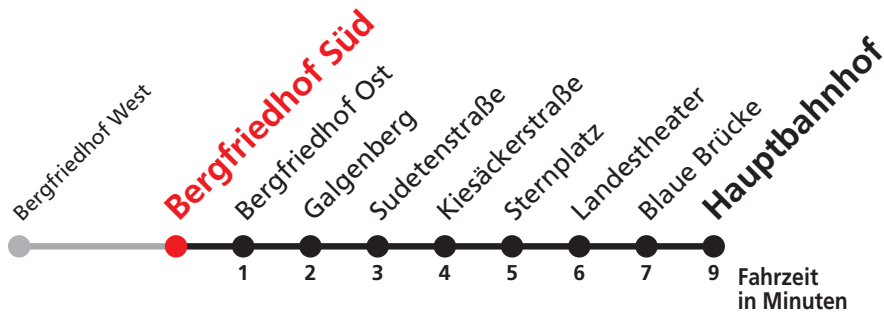 Bergfriedhof West
Bergfriedhof Süd
Bergfriedhof Ost
Galgenberg
Sudetenstraße
Kiesäckerstraße
Sternplatz
Landestheater
Blaue Brücke
Hauptbahnhof
1 2 3 4 5 6 7 9
Fahrzeit
in Minuten